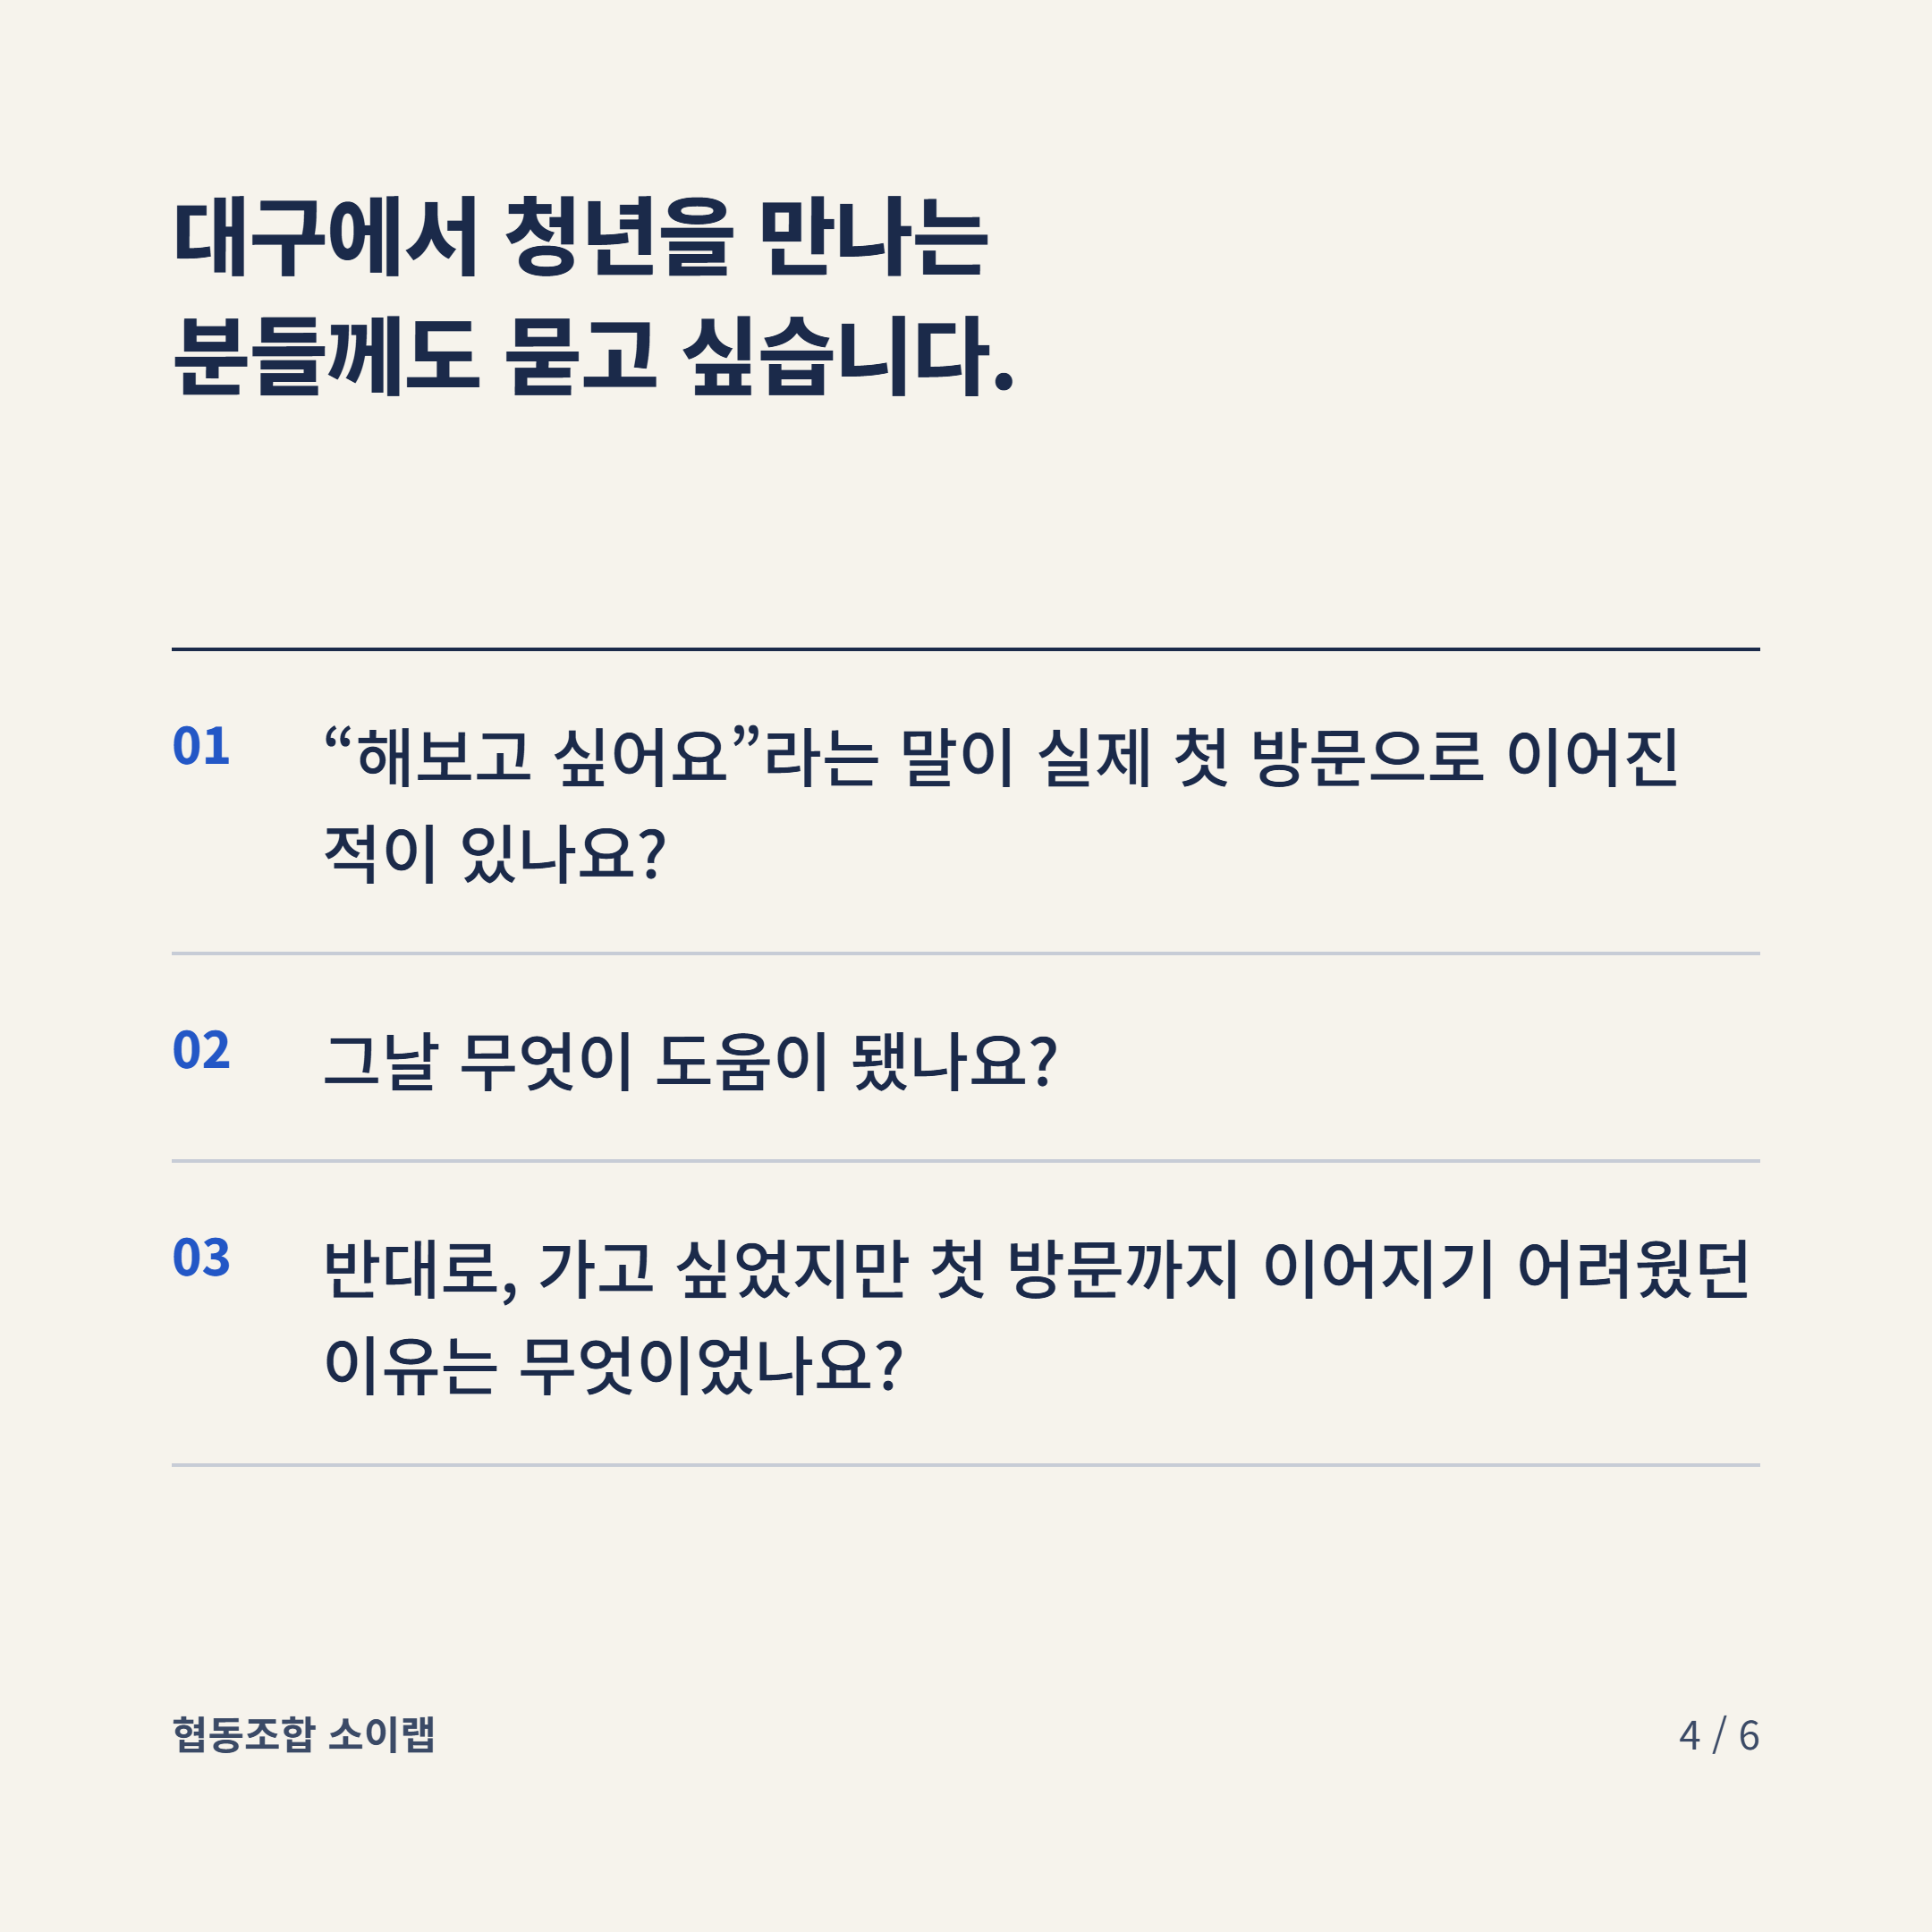 대구에서 청년을 만나는
분들께도 묻고 싶습니다.
01
“해보고 싶어요”라는 말이 실제 첫 방문으로 이어진
적이 있나요?
02
그날 무엇이 도움이 됐나요?
03
반대로, 가고 싶었지만 첫 방문까지 이어지기 어려웠던
이유는 무엇이었나요?
협동조합 소이랩
4 / 6